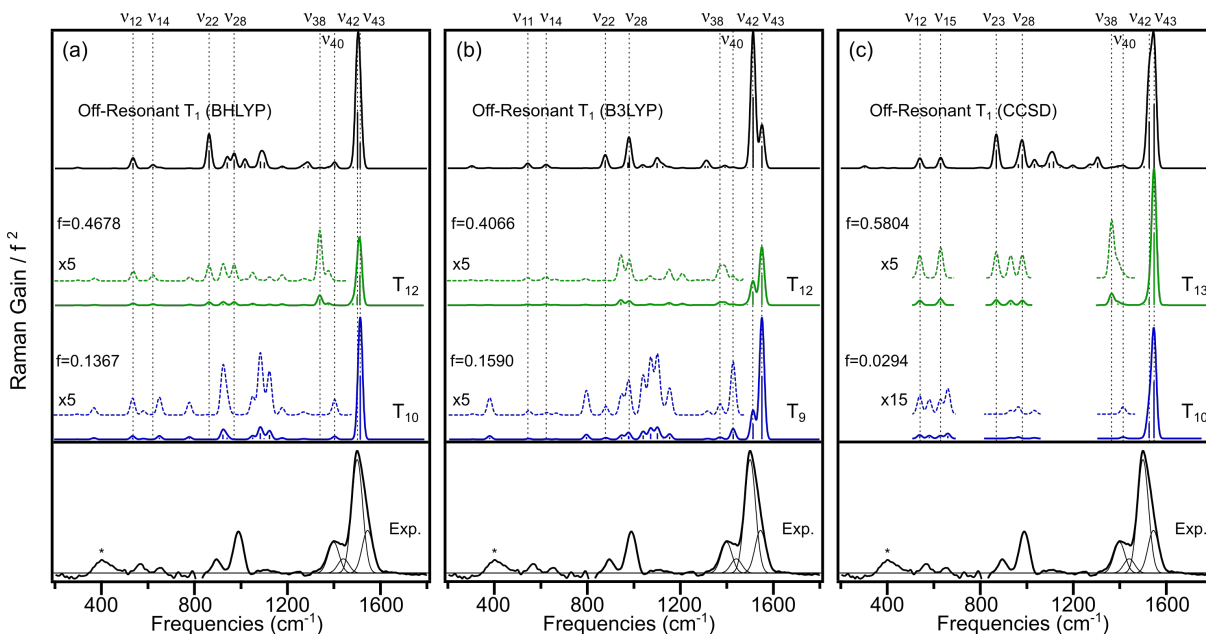 ν12 ν14 ν22 ν28 ν38 ν42 ν43
ν40
(a)
Off-Resonant T1 (BHLYP)
f=0.4678
x5
T12
f=0.1367
x5
T10
Exp.
*
400 800 1200 1600
Frequencies (cm-1)
Raman Gain / f 2
ν11 ν14 ν22 ν28 ν38 ν42 ν43
ν40
(b)
Off-Resonant T1 (B3LYP)
f=0.4066
x5
T12
f=0.1590
x5
T9
Exp.
*
400 800 1200 1600
Frequencies (cm-1)
ν12 ν15 ν23 ν28 ν38 ν42 ν43
ν40
(c)
Off-Resonant T1 (CCSD)
f=0.5804
x5
T13
f=0.0294
x15
T10
Exp.
*
400 800 1200 1600
Frequencies (cm-1)